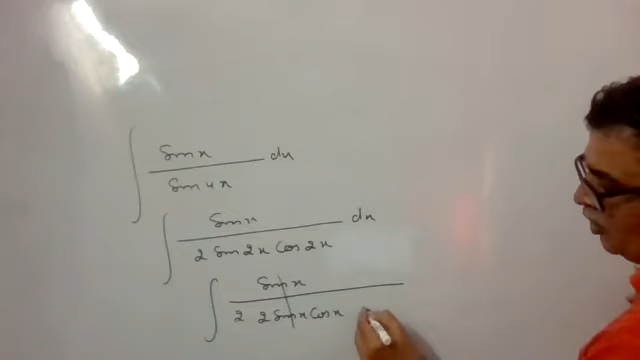 ∫ sin x / sin 4x dx
∫ sin x / 2 sin 2x cos 2x dx
∫ sin x / 2 2 sin x cos x